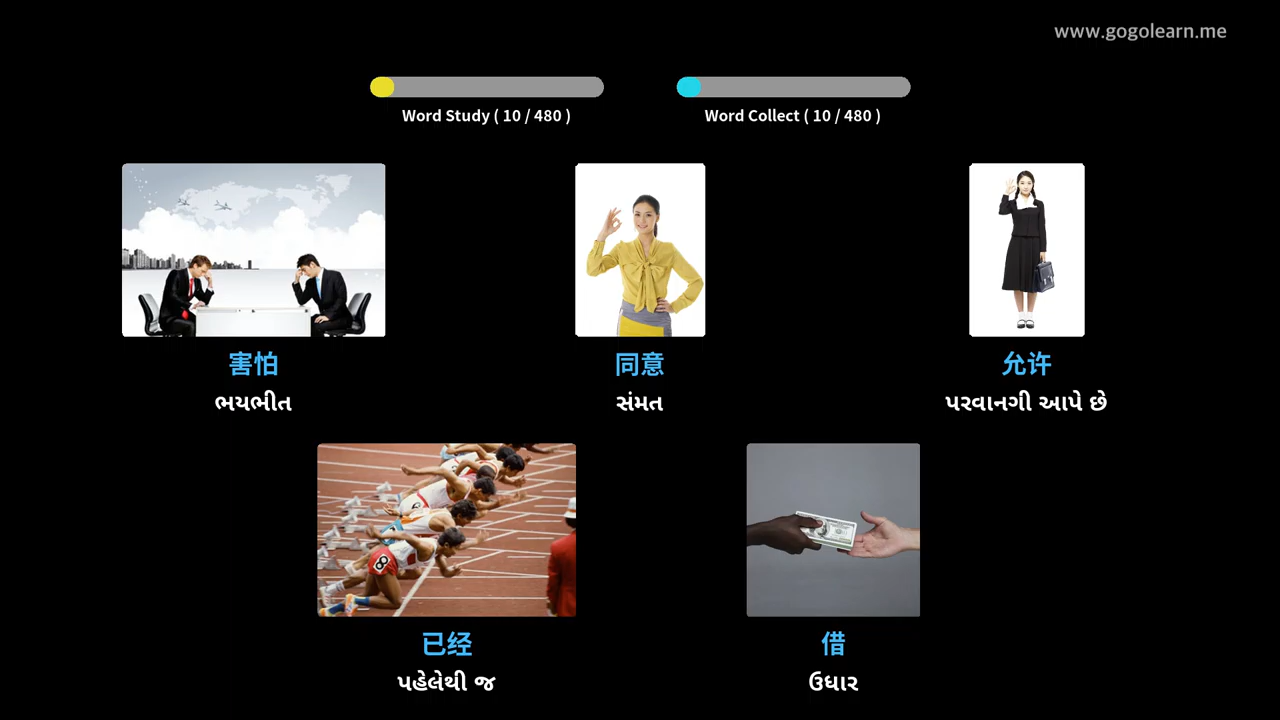 www.gogolearn.me
Word Study ( 10 / 480 )
Word Collect ( 10 / 480 )
害怕
ભયભીત
同意
સંમત
允许
પરવાનગી આપે છે
8
已经
પહેલેથી જ
借
ઉધાર